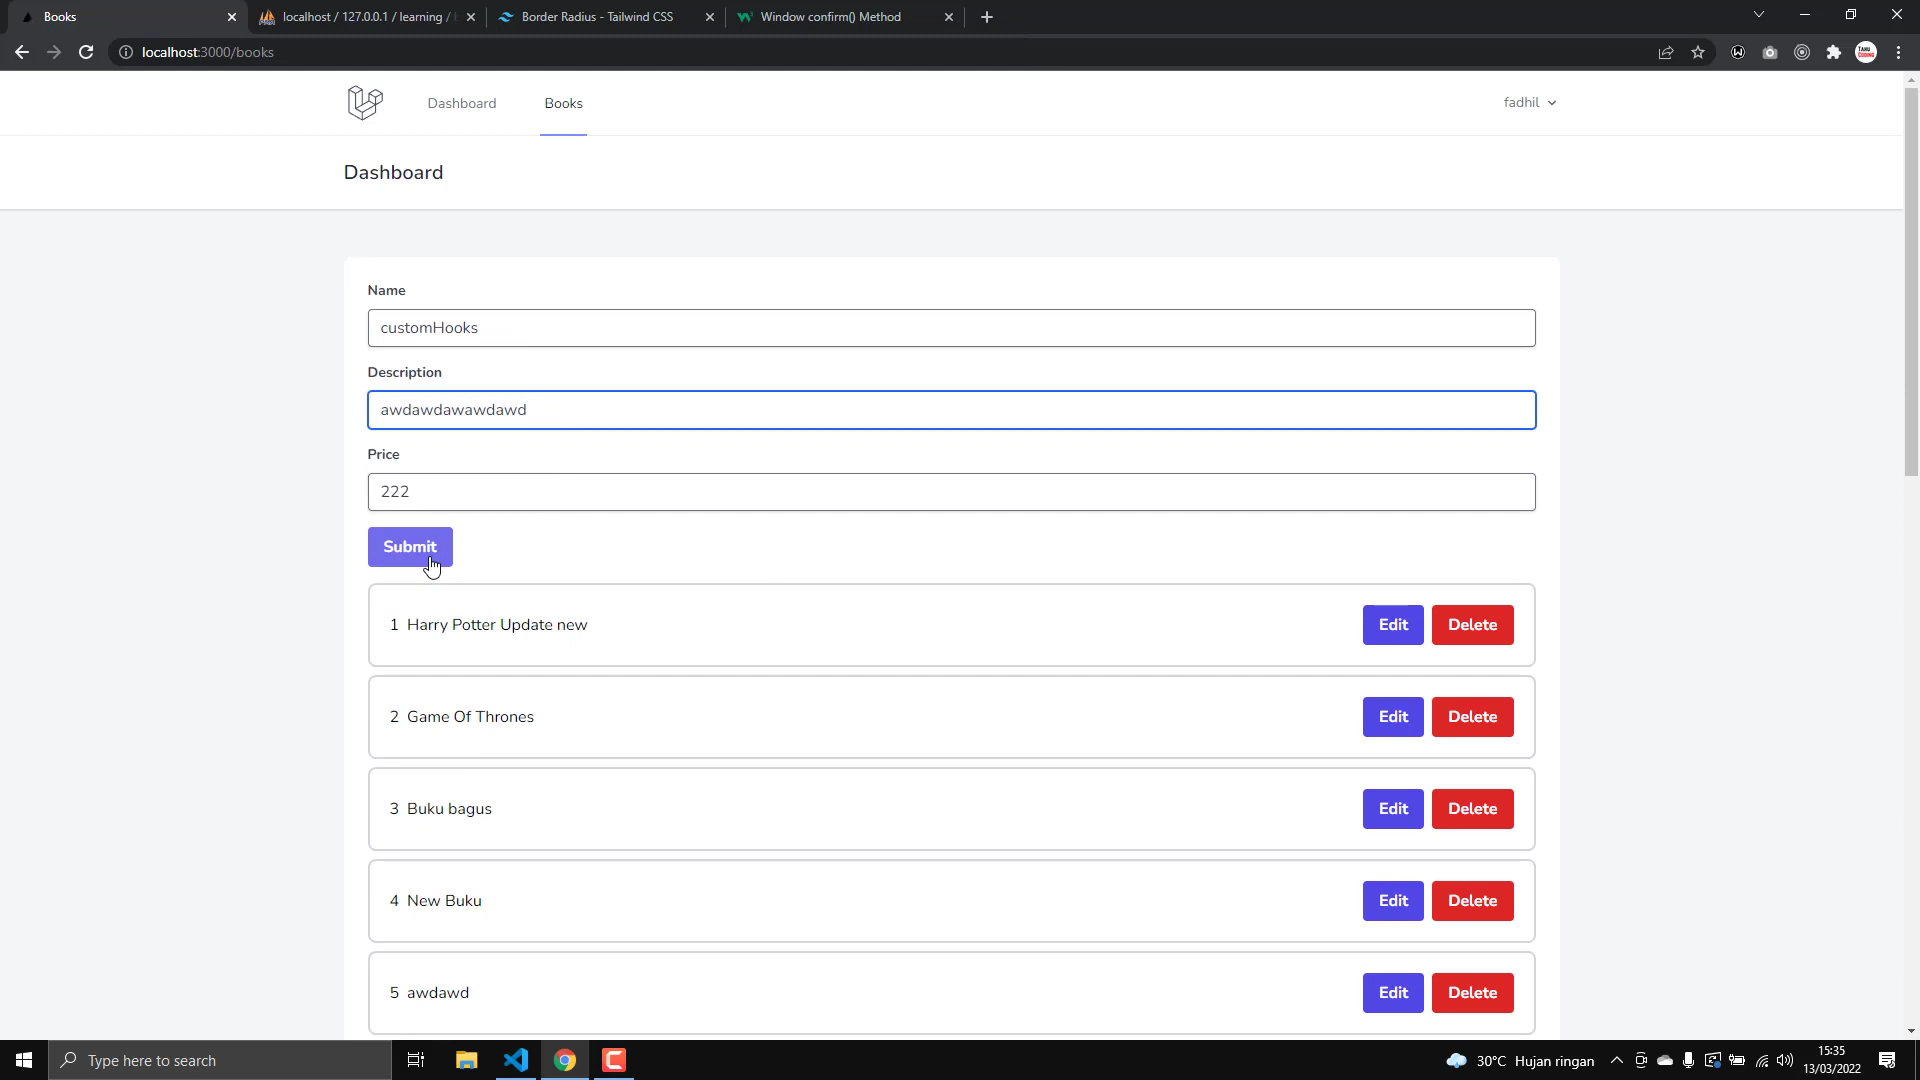 Books
localhost / 127.0.0.1 / learning /
Border Radius - Tailwind CSS
Window confirm() Method
localhost:3000/books
Dashboard
Books
fadhil
Dashboard
Name
customHooks
Description
awdawdawawdawd
Price
222
Submit
1 Harry Potter Update new
Edit
Delete
2 Game Of Thrones
Edit
Delete
3 Buku bagus
Edit
Delete
4 New Buku
Edit
Delete
5 awdawd
Edit
Delete
Type here to search
30°C Hujan ringan
15:35
13/03/2022